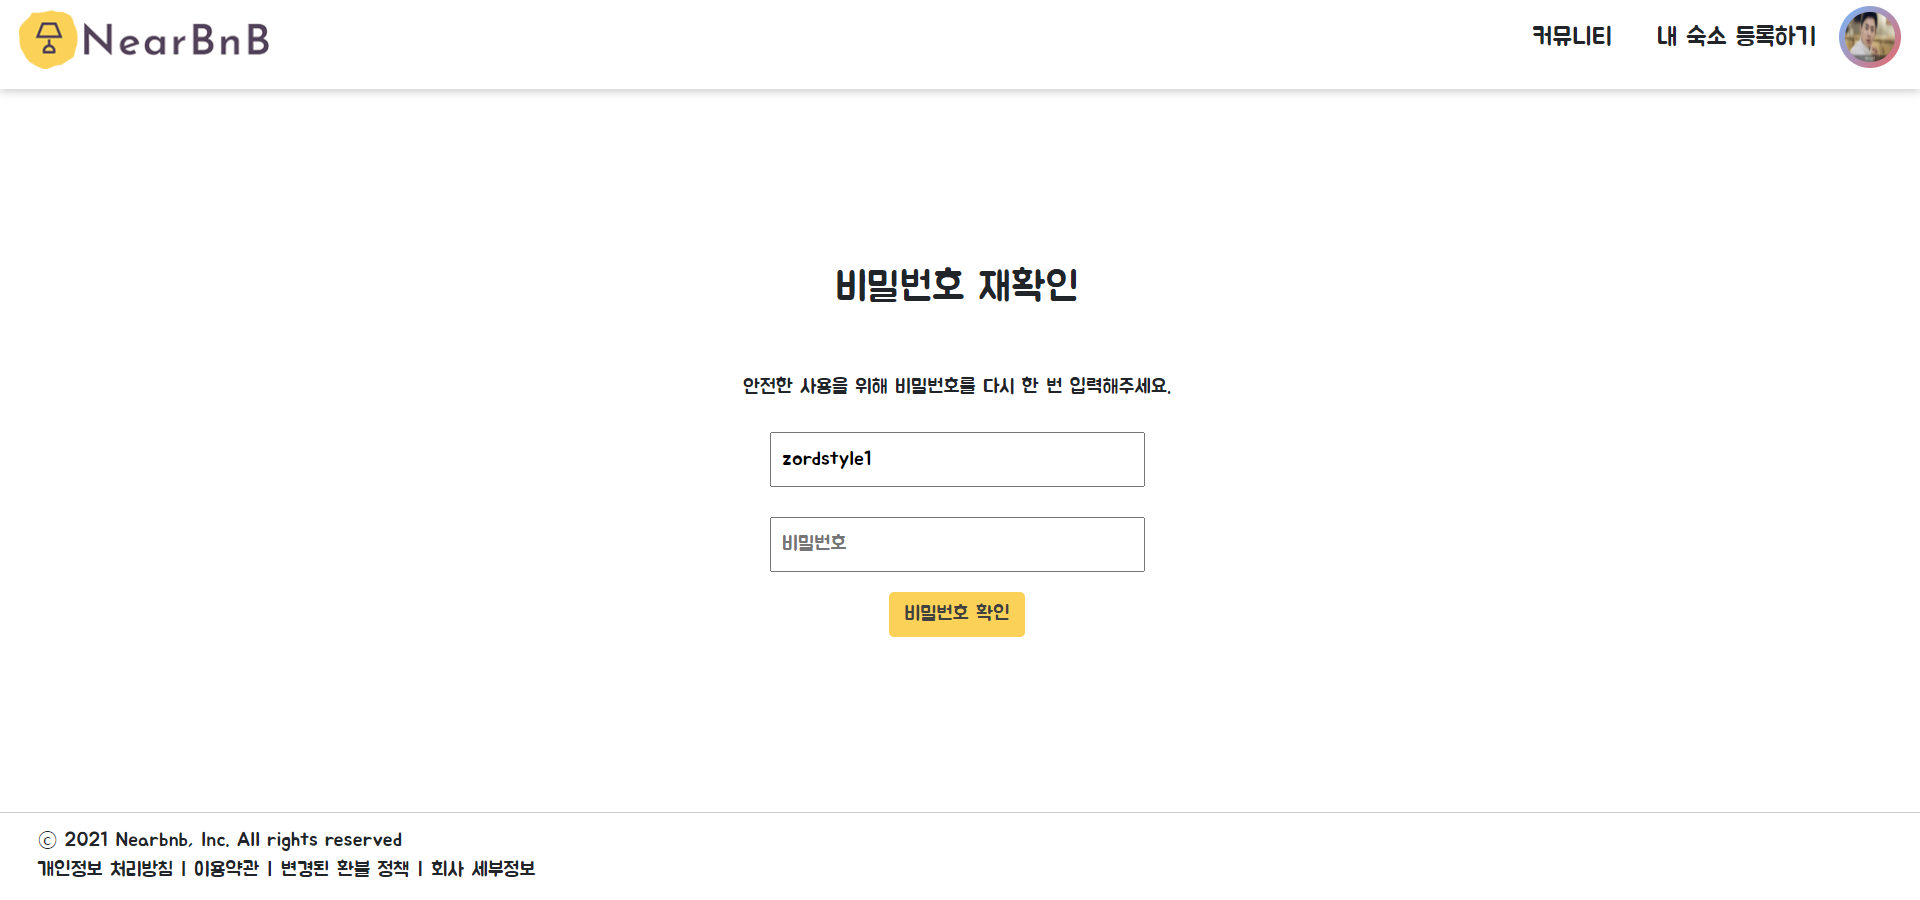 NearBnB
커뮤니티 내 숙소 등록하기
비밀번호 재확인
안전한 사용을 위해 비밀번호를 다시 한 번 입력해주세요.
zordstyle1
비밀번호
비밀번호 확인
ⓒ 2021 Nearbnb, Inc. All rights reserved
개인정보 처리방침 | 이용약관 | 변경된 환불 정책 | 회사 세부정보